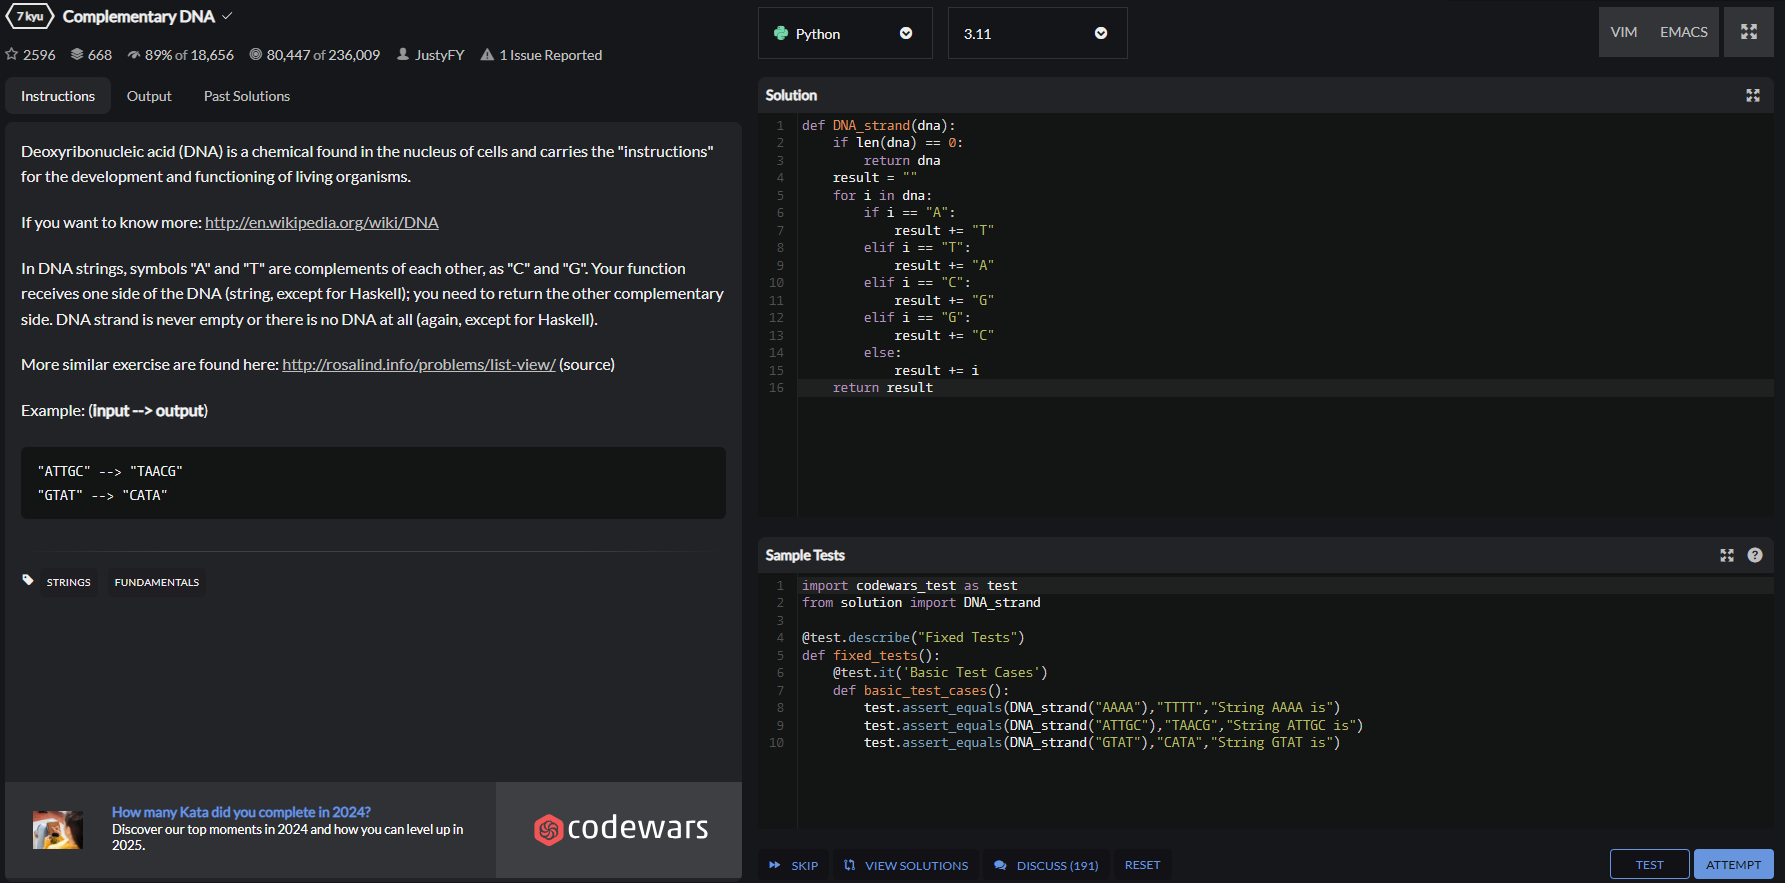 7 kyu Complementary DNA
2596 668 89% of 18,656 80,447 of 236,009 JustyFY 1 Issue Reported
Instructions Output Past Solutions
Deoxyribonucleic acid (DNA) is a chemical found in the nucleus of cells and carries the "instructions"
for the development and functioning of living organisms.
If you want to know more: http://en.wikipedia.org/wiki/DNA
In DNA strings, symbols "A" and "T" are complements of each other, as "C" and "G". Your function
receives one side of the DNA (string, except for Haskell); you need to return the other complementary
side. DNA strand is never empty or there is no DNA at all (again, except for Haskell).
More similar exercise are found here: http://rosalind.info/problems/list-view/ (source)
Example: (input --> output)
"ATTGC" --> "TAACG"
"GTAT" --> "CATA"
STRINGS FUNDAMENTALS
How many Kata did you complete in 2024?
Discover our top moments in 2024 and how you can level up in
2025.
codewars
Python 3.11 VIM EMACS
Solution
1 def DNA_strand(dna):
2     if len(dna) == 0:
3         return dna
4     result = ""
5     for i in dna:
6         if i == "A":
7             result += "T"
8         elif i == "T":
9             result += "A"
10         elif i == "C":
11             result += "G"
12         elif i == "G":
13             result += "C"
14         else:
15             result += i
16     return result
Sample Tests
?
1 import codewars_test as test
2 from solution import DNA_strand
3
4 @test.describe("Fixed Tests")
5 def fixed_tests():
6     @test.it('Basic Test Cases')
7     def basic_test_cases():
8         test.assert_equals(DNA_strand("AAAA"),"TTTT","String AAAA is")
9         test.assert_equals(DNA_strand("ATTGC"),"TAACG","String ATTGC is")
10         test.assert_equals(DNA_strand("GTAT"),"CATA","String GTAT is")
SKIP VIEW SOLUTIONS DISCUSS (191) RESET TEST ATTEMPT